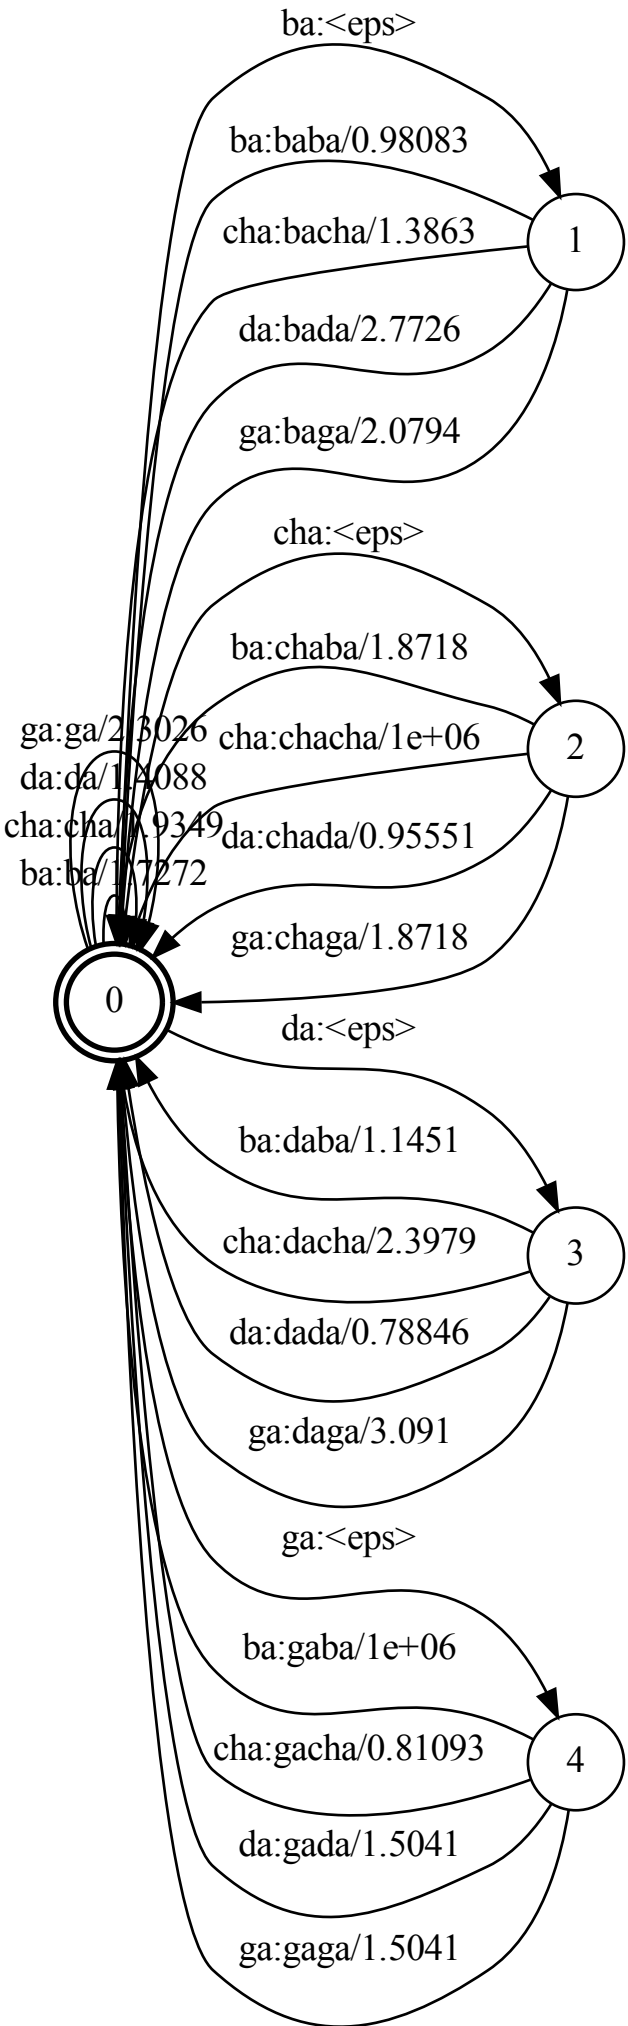 ba:<eps>
ba:baba/0.98083
cha:bacha/1.3863
1
da:bada/2.7726
ga:baga/2.0794
cha:<eps>
ba:chaba/1.8718
ga:ga/2.3026
cha:chacha/1e+06
2
da:da/1.4088
cha:cha/1.9349
da:chada/0.95551
ba:ba/1.7272
ga:chaga/1.8718
0
da:<eps>
ba:daba/1.1451
cha:dacha/2.3979
3
da:dada/0.78846
ga:daga/3.091
ga:<eps>
ba:gaba/1e+06
cha:gacha/0.81093
4
da:gada/1.5041
ga:gaga/1.5041